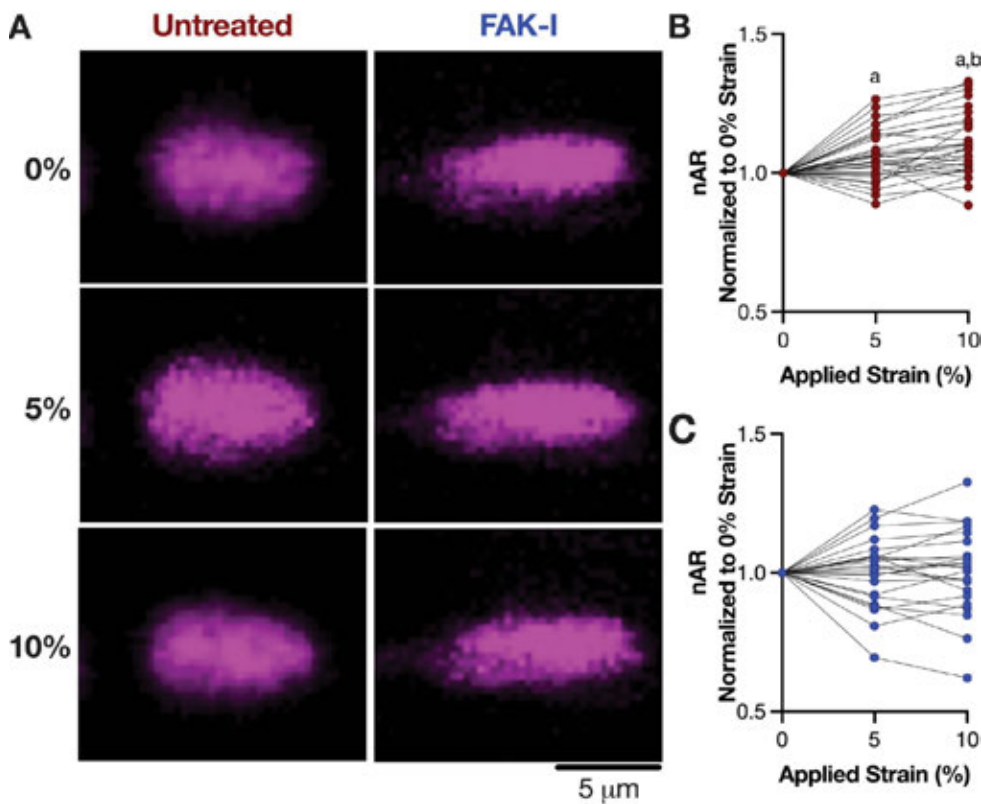 A
Untreated
FAK-I
0%
5%
10%
5 μm
B
1.5
1.0
0.5
nAR
Normalized to 0% Strain
a
a,b
0
5
10
Applied Strain (%)
C
1.5
1.0
0.5
nAR
Normalized to 0% Strain
0
5
10
Applied Strain (%)